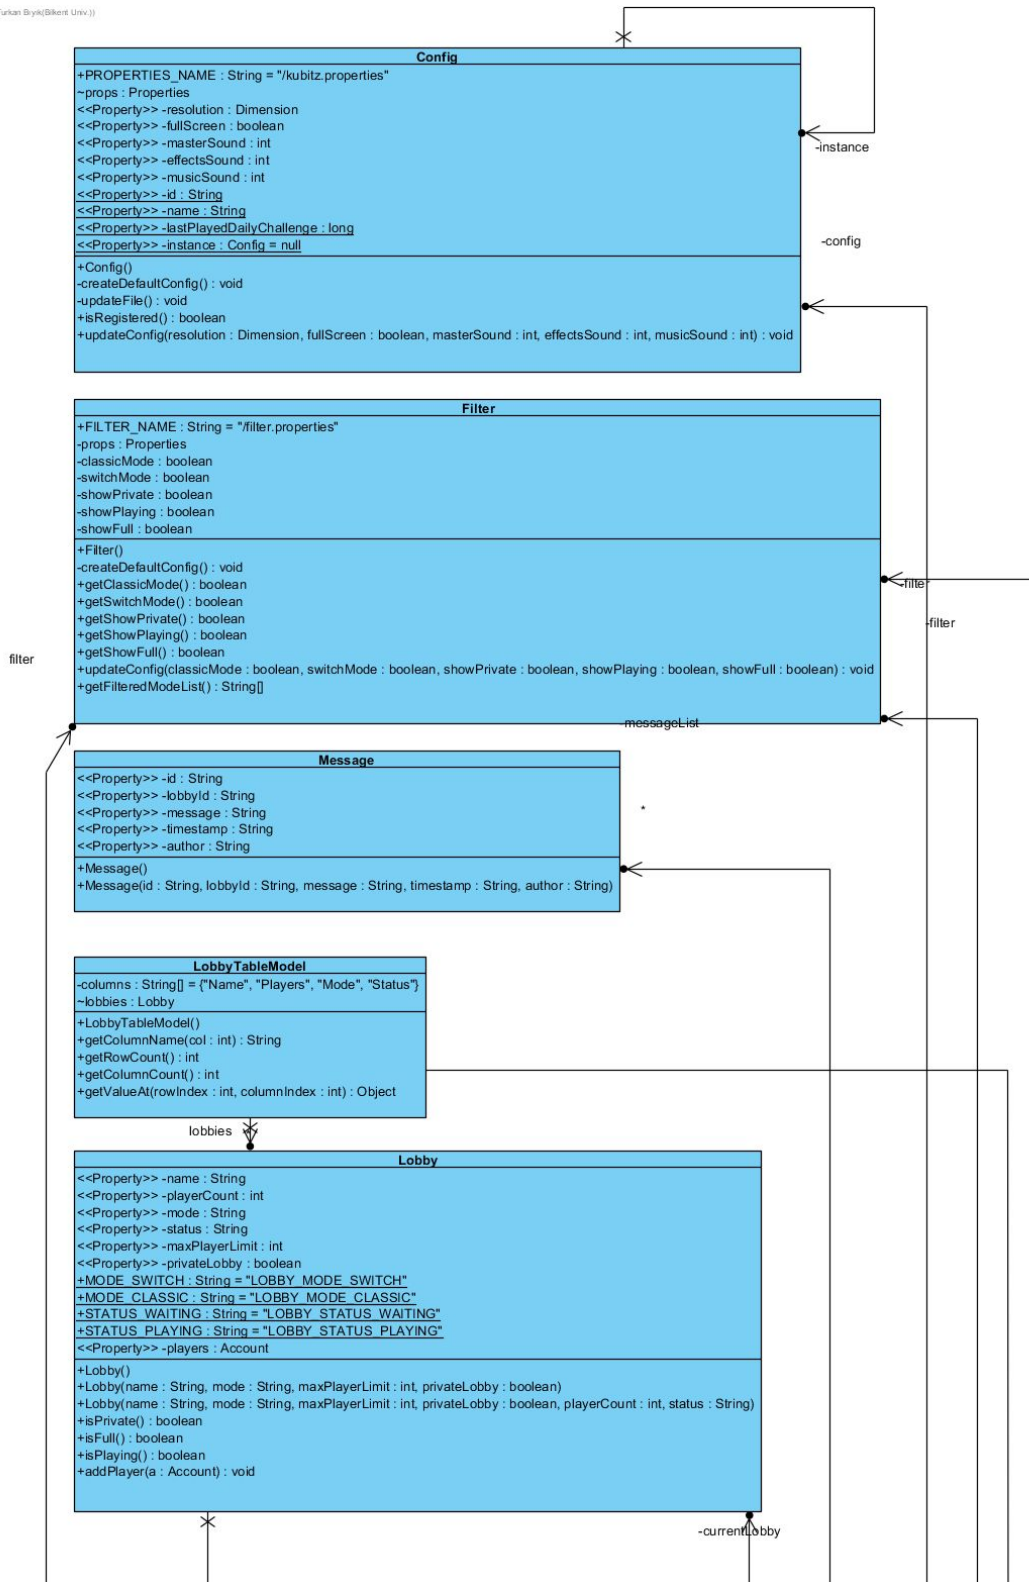 Turkan Bıyık(Bilkent Univ.))
Config
+PROPERTIES_NAME : String = "/kubitz.properties"
~props : Properties
<<Property>> -resolution : Dimension
<<Property>> -fullScreen : boolean
<<Property>> -masterSound : int
<<Property>> -effectsSound : int
<<Property>> -musicSound : int
<<Property>> -id : String
<<Property>> -name : String
<<Property>> -lastPlayedDailyChallenge : long
<<Property>> -instance : Config = null
+Config()
-createDefaultConfig() : void
-updateFile() : void
+isRegistered() : boolean
+updateConfig(resolution : Dimension, fullScreen : boolean, masterSound : int, effectsSound : int, musicSound : int) : void
-instance
-config
Filter
+FILTER_NAME : String = "/filter.properties"
-props : Properties
-classicMode : boolean
-switchMode : boolean
-showPrivate : boolean
-showPlaying : boolean
-showFull : boolean
+Filter()
-createDefaultConfig() : void
+getClassicMode() : boolean
+getSwitchMode() : boolean
+getShowPrivate() : boolean
+getShowPlaying() : boolean
+getShowFull() : boolean
+updateConfig(classicMode : boolean, switchMode : boolean, showPrivate : boolean, showPlaying : boolean, showFull : boolean) : void
+getFilteredModeList() : String[]
-filter
-filter
filter
-messageList
Message
<<Property>> -id : String
<<Property>> -lobbyId : String
<<Property>> -message : String
<<Property>> -timestamp : String
<<Property>> -author : String
+Message()
+Message(id : String, lobbyId : String, message : String, timestamp : String, author : String)
*
LobbyTableModel
-columns : String[] = {"Name", "Players", "Mode", "Status"}
~lobbies : Lobby
+LobbyTableModel()
+getColumnName(col : int) : String
+getRowCount() : int
+getColumnCount() : int
+getValueAt(rowIndex : int, columnIndex : int) : Object
lobbies
Lobby
<<Property>> -name : String
<<Property>> -playerCount : int
<<Property>> -mode : String
<<Property>> -status : String
<<Property>> -maxPlayerLimit : int
<<Property>> -privateLobby : boolean
+MODE_SWITCH : String = "LOBBY_MODE_SWITCH"
+MODE_CLASSIC : String = "LOBBY_MODE_CLASSIC"
+STATUS_WAITING : String = "LOBBY_STATUS_WAITING"
+STATUS_PLAYING : String = "LOBBY_STATUS_PLAYING"
<<Property>> -players : Account
+Lobby()
+Lobby(name : String, mode : String, maxPlayerLimit : int, privateLobby : boolean)
+Lobby(name : String, mode : String, maxPlayerLimit : int, privateLobby : boolean, playerCount : int, status : String)
+isPrivate() : boolean
+isFull() : boolean
+isPlaying() : boolean
+addPlayer(a : Account) : void
-currentLobby